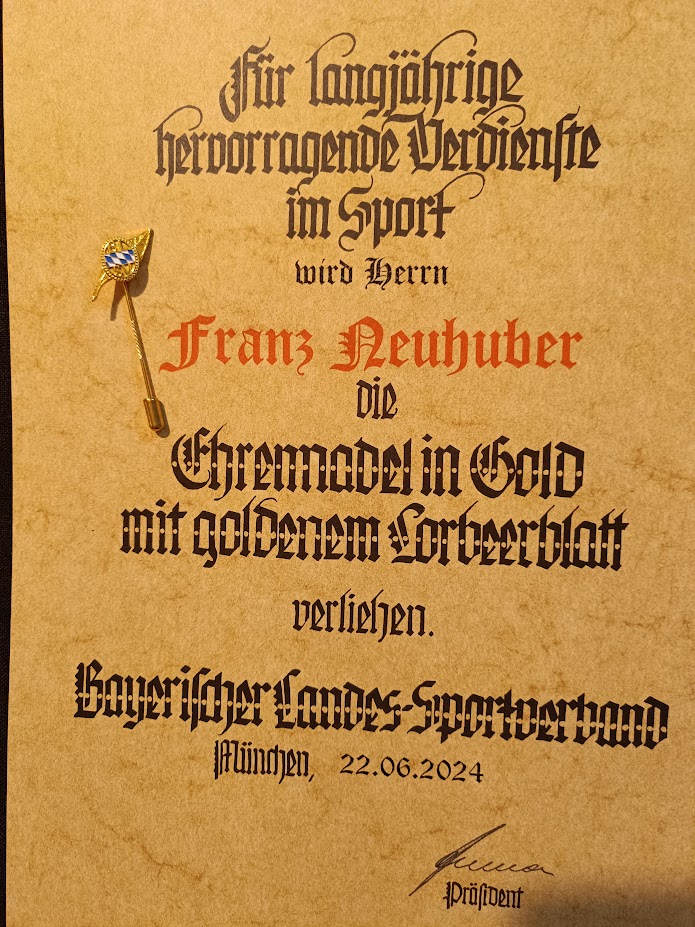 Für langjährige
hervorragende Verdienste
im Sport
wird Herrn
Franz Neuhuber
die
Ehrennadel in Gold
mit goldenem Lorbeerblatt
verliehen.
Bayerischer Landes-Sportverband
München, 22.06.2024
Präsident